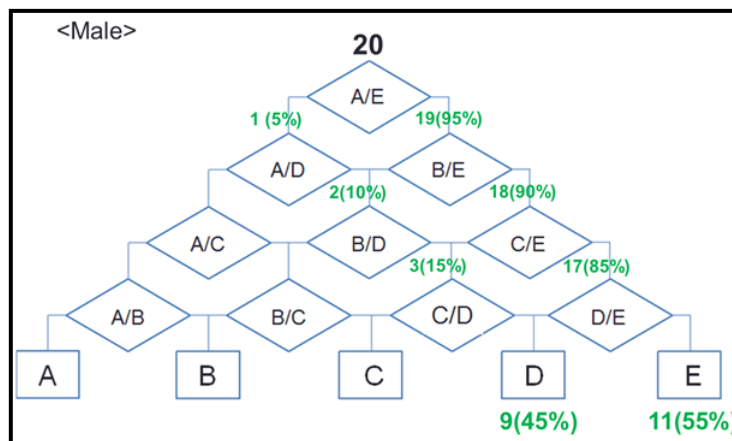 <Male>
20
A/E
1 (5%) 19(95%)
A/D B/E
2(10%) 18(90%)
A/C B/D C/E
3(15%) 17(85%)
A/B B/C C/D D/E
A B C D E
9(45%) 11(55%)